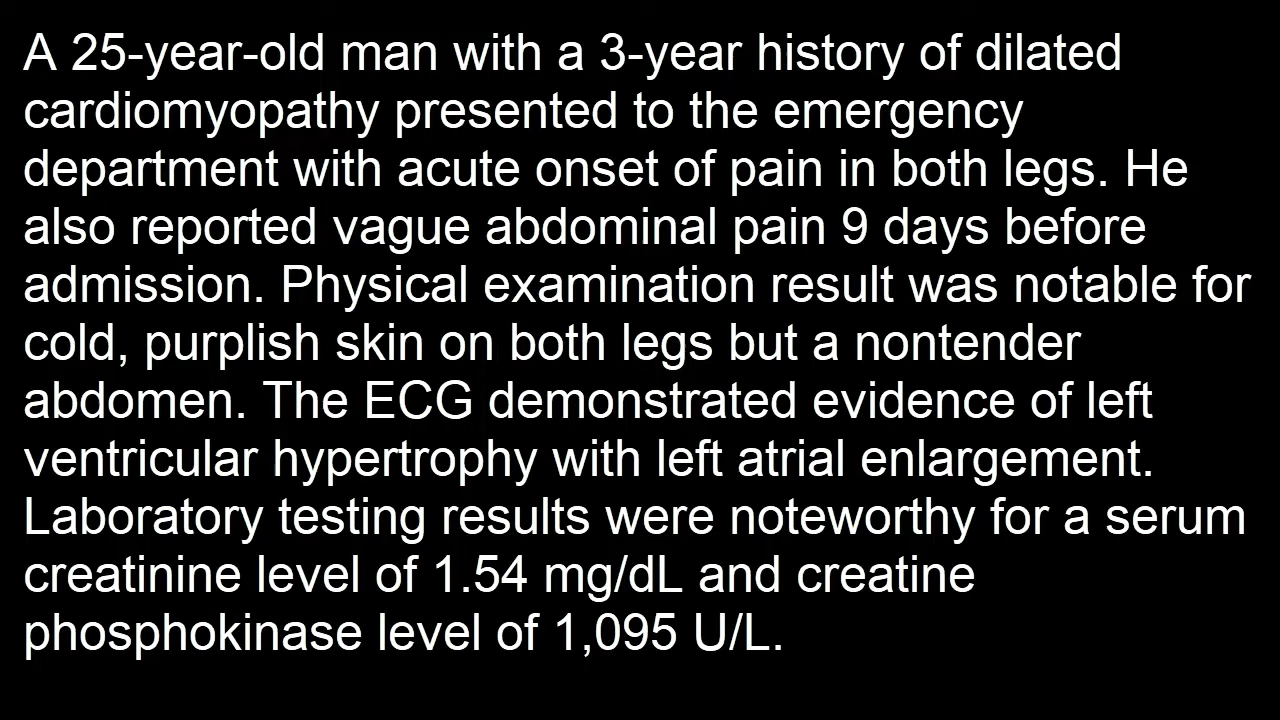 A 25-year-old man with a 3-year history of dilated
cardiomyopathy presented to the emergency
department with acute onset of pain in both legs. He
also reported vague abdominal pain 9 days before
admission. Physical examination result was notable for
cold, purplish skin on both legs but a nontender
abdomen. The ECG demonstrated evidence of left
ventricular hypertrophy with left atrial enlargement.
Laboratory testing results were noteworthy for a serum
creatinine level of 1.54 mg/dL and creatine
phosphokinase level of 1,095 U/L.